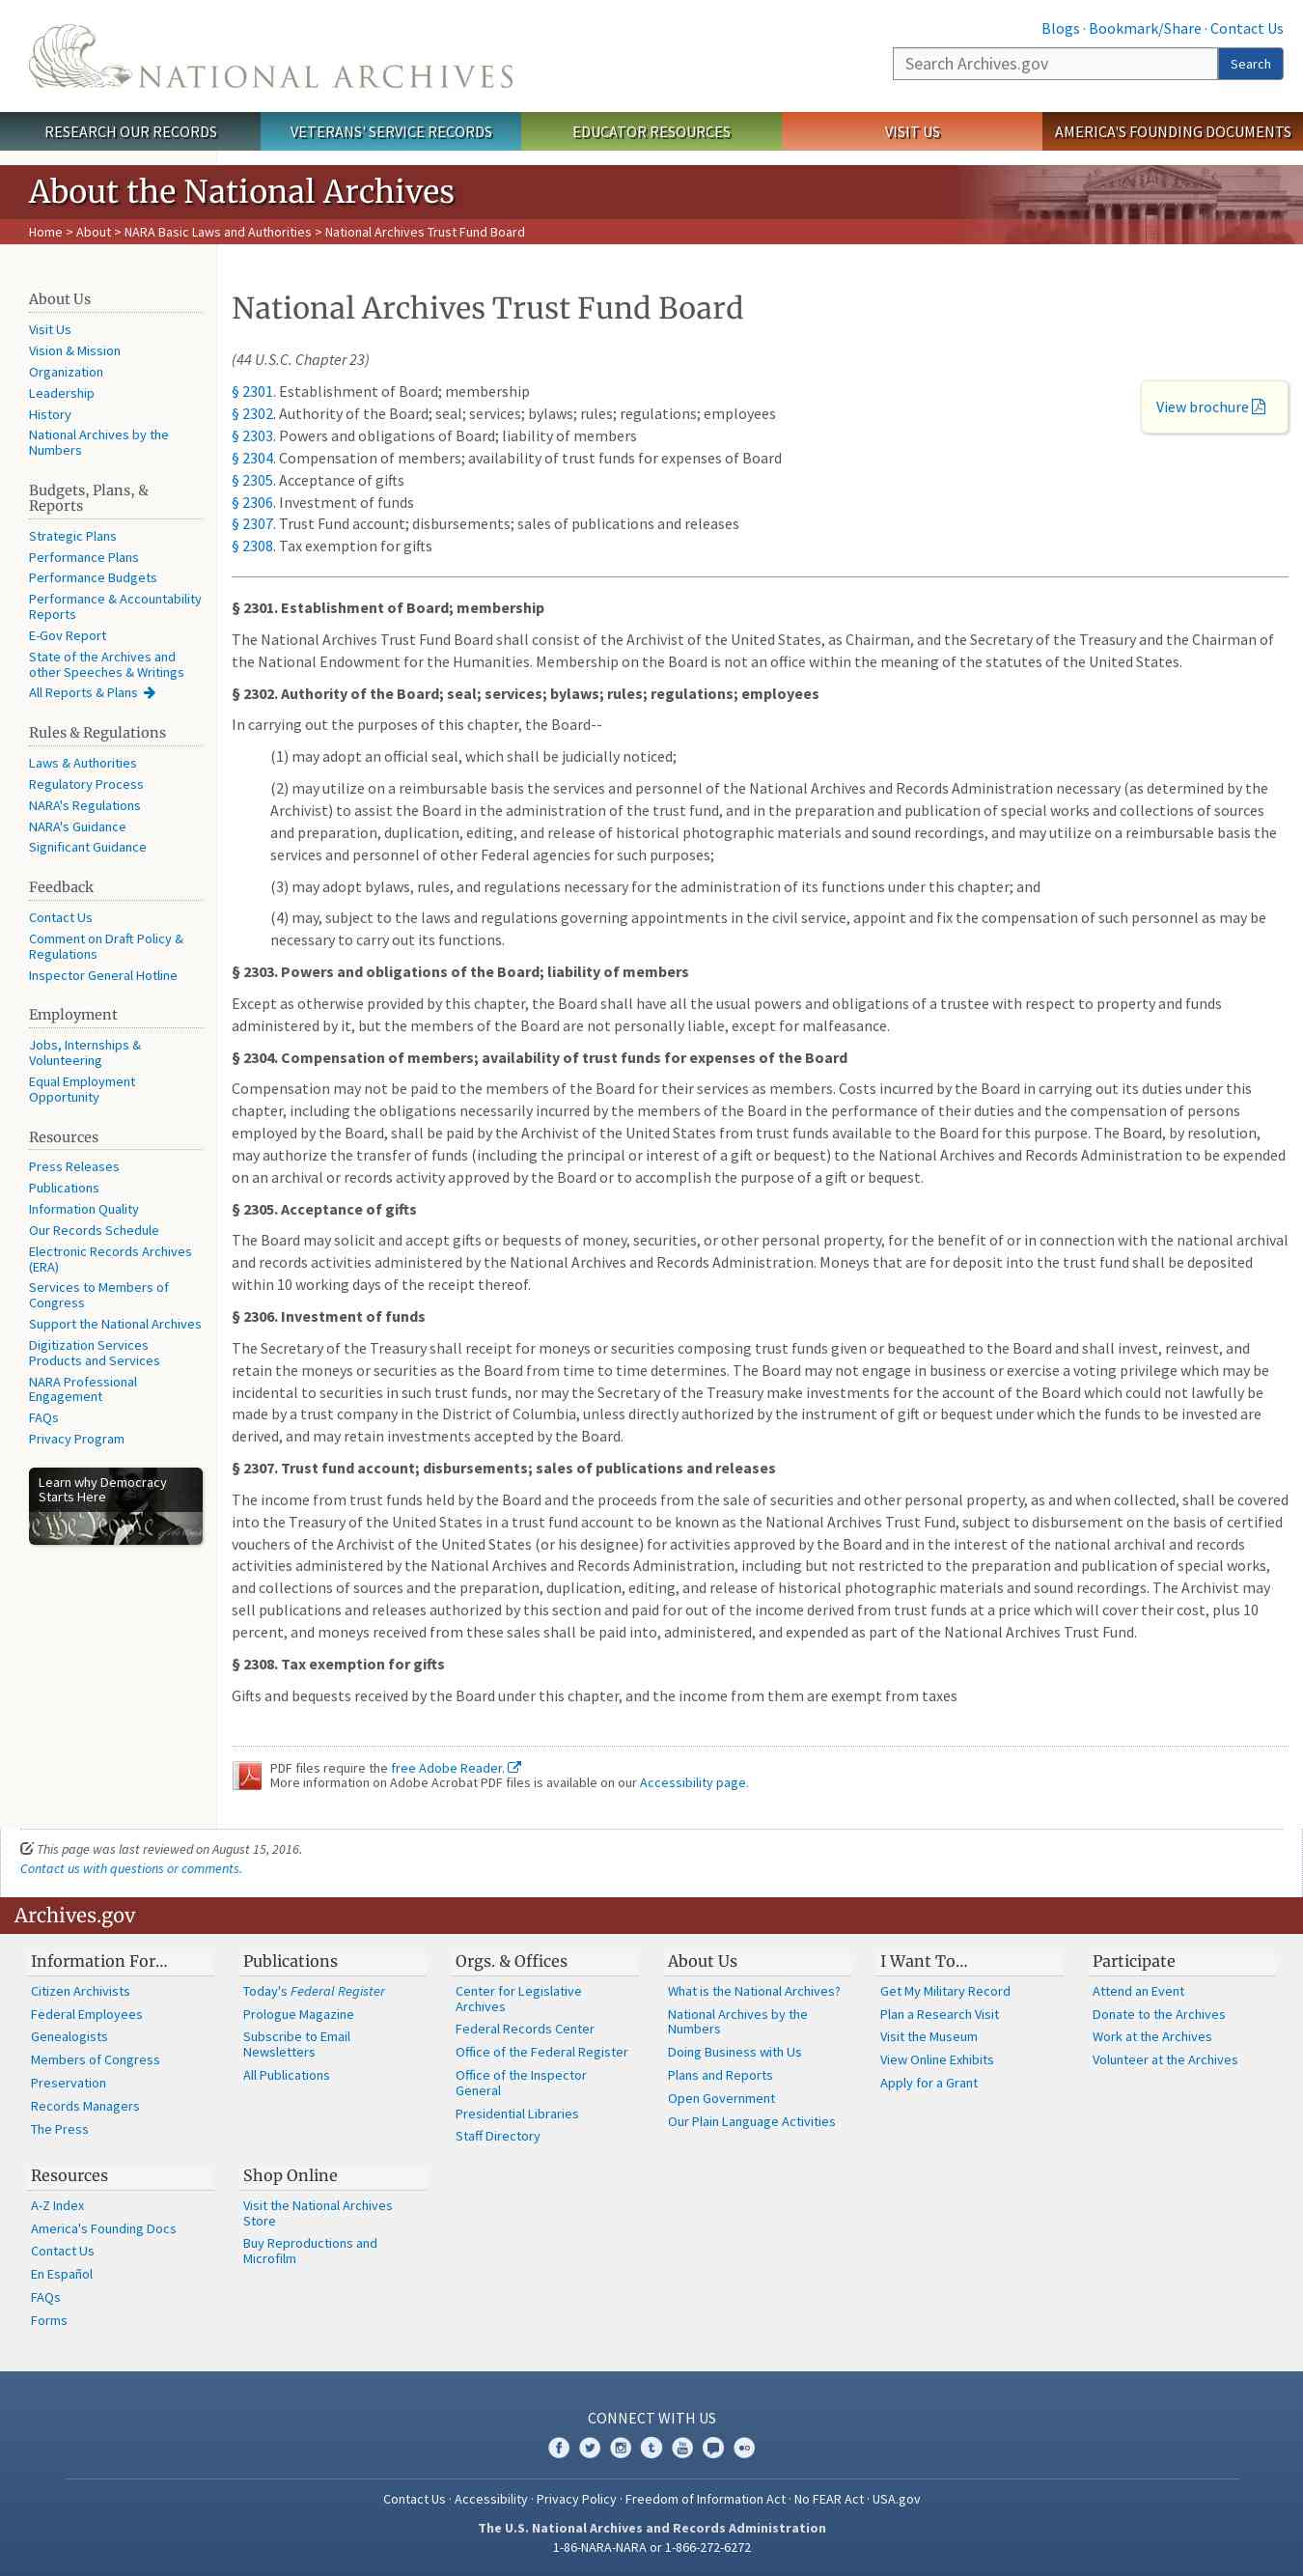 NATIONAL ARCHIVES
Blogs · Bookmark/Share · Contact Us
Search Archives.gov
Search
RESEARCH OUR RECORDS
VETERANS' SERVICE RECORDS
EDUCATOR RESOURCES
VISIT US
AMERICA'S FOUNDING DOCUMENTS
About the National Archives
Home > About > NARA Basic Laws and Authorities > National Archives Trust Fund Board
About Us
Visit Us
Vision & Mission
Organization
Leadership
History
National Archives by the
Numbers
Budgets, Plans, &
Reports
Strategic Plans
Performance Plans
Performance Budgets
Performance & Accountability
Reports
E-Gov Report
State of the Archives and
other Speeches & Writings
All Reports & Plans
Rules & Regulations
Laws & Authorities
Regulatory Process
NARA's Regulations
NARA's Guidance
Significant Guidance
Feedback
Contact Us
Comment on Draft Policy &
Regulations
Inspector General Hotline
Employment
Jobs, Internships &
Volunteering
Equal Employment
Opportunity
Resources
Press Releases
Publications
Information Quality
Our Records Schedule
Electronic Records Archives
(ERA)
Services to Members of
Congress
Support the National Archives
Digitization Services
Products and Services
NARA Professional
Engagement
FAQs
Privacy Program
Learn why Democracy
Starts Here
We The People
National Archives Trust Fund Board
(44 U.S.C. Chapter 23)
View brochure
§ 2301. Establishment of Board; membership
§ 2302. Authority of the Board; seal; services; bylaws; rules; regulations; employees
§ 2303. Powers and obligations of Board; liability of members
§ 2304. Compensation of members; availability of trust funds for expenses of Board
§ 2305. Acceptance of gifts
§ 2306. Investment of funds
§ 2307. Trust Fund account; disbursements; sales of publications and releases
§ 2308. Tax exemption for gifts
§ 2301. Establishment of Board; membership
The National Archives Trust Fund Board shall consist of the Archivist of the United States, as Chairman, and the Secretary of the Treasury and the Chairman of
the National Endowment for the Humanities. Membership on the Board is not an office within the meaning of the statutes of the United States.
§ 2302. Authority of the Board; seal; services; bylaws; rules; regulations; employees
In carrying out the purposes of this chapter, the Board--
(1) may adopt an official seal, which shall be judicially noticed;
(2) may utilize on a reimbursable basis the services and personnel of the National Archives and Records Administration necessary (as determined by the
Archivist) to assist the Board in the administration of the trust fund, and in the preparation and publication of special works and collections of sources
and preparation, duplication, editing, and release of historical photographic materials and sound recordings, and may utilize on a reimbursable basis the
services and personnel of other Federal agencies for such purposes;
(3) may adopt bylaws, rules, and regulations necessary for the administration of its functions under this chapter; and
(4) may, subject to the laws and regulations governing appointments in the civil service, appoint and fix the compensation of such personnel as may be
necessary to carry out its functions.
§ 2303. Powers and obligations of the Board; liability of members
Except as otherwise provided by this chapter, the Board shall have all the usual powers and obligations of a trustee with respect to property and funds
administered by it, but the members of the Board are not personally liable, except for malfeasance.
§ 2304. Compensation of members; availability of trust funds for expenses of the Board
Compensation may not be paid to the members of the Board for their services as members. Costs incurred by the Board in carrying out its duties under this
chapter, including the obligations necessarily incurred by the members of the Board in the performance of their duties and the compensation of persons
employed by the Board, shall be paid by the Archivist of the United States from trust funds available to the Board for this purpose. The Board, by resolution,
may authorize the transfer of funds (including the principal or interest of a gift or bequest) to the National Archives and Records Administration to be expended
on an archival or records activity approved by the Board or to accomplish the purpose of a gift or bequest.
§ 2305. Acceptance of gifts
The Board may solicit and accept gifts or bequests of money, securities, or other personal property, for the benefit of or in connection with the national archival
and records activities administered by the National Archives and Records Administration. Moneys that are for deposit into the trust fund shall be deposited
within 10 working days of the receipt thereof.
§ 2306. Investment of funds
The Secretary of the Treasury shall receipt for moneys or securities composing trust funds given or bequeathed to the Board and shall invest, reinvest, and
retain the moneys or securities as the Board from time to time determines. The Board may not engage in business or exercise a voting privilege which may be
incidental to securities in such trust funds, nor may the Secretary of the Treasury make investments for the account of the Board which could not lawfully be
made by a trust company in the District of Columbia, unless directly authorized by the instrument of gift or bequest under which the funds to be invested are
derived, and may retain investments accepted by the Board.
§ 2307. Trust fund account; disbursements; sales of publications and releases
The income from trust funds held by the Board and the proceeds from the sale of securities and other personal property, as and when collected, shall be covered
into the Treasury of the United States in a trust fund account to be known as the National Archives Trust Fund, subject to disbursement on the basis of certified
vouchers of the Archivist of the United States (or his designee) for activities approved by the Board and in the interest of the national archival and records
activities administered by the National Archives and Records Administration, including but not restricted to the preparation and publication of special works,
and collections of sources and the preparation, duplication, editing, and release of historical photographic materials and sound recordings. The Archivist may
sell publications and releases authorized by this section and paid for out of the income derived from trust funds at a price which will cover their cost, plus 10
percent, and moneys received from these sales shall be paid into, administered, and expended as part of the National Archives Trust Fund.
§ 2308. Tax exemption for gifts
Gifts and bequests received by the Board under this chapter, and the income from them are exempt from taxes
PDF files require the free Adobe Reader.
More information on Adobe Acrobat PDF files is available on our Accessibility page.
This page was last reviewed on August 15, 2016.
Contact us with questions or comments.
Archives.gov
Information For…
Citizen Archivists
Federal Employees
Genealogists
Members of Congress
Preservation
Records Managers
The Press
Publications
Today's Federal Register
Prologue Magazine
Subscribe to Email
Newsletters
All Publications
Orgs. & Offices
Center for Legislative
Archives
Federal Records Center
Office of the Federal Register
Office of the Inspector
General
Presidential Libraries
Staff Directory
About Us
What is the National Archives?
National Archives by the
Numbers
Doing Business with Us
Plans and Reports
Open Government
Our Plain Language Activities
I Want To…
Get My Military Record
Plan a Research Visit
Visit the Museum
View Online Exhibits
Apply for a Grant
Participate
Attend an Event
Donate to the Archives
Work at the Archives
Volunteer at the Archives
Resources
A-Z Index
America's Founding Docs
Contact Us
En Español
FAQs
Forms
Shop Online
Visit the National Archives
Store
Buy Reproductions and
Microfilm
CONNECT WITH US
Contact Us · Accessibility · Privacy Policy · Freedom of Information Act · No FEAR Act · USA.gov
The U.S. National Archives and Records Administration
1-86-NARA-NARA or 1-866-272-6272